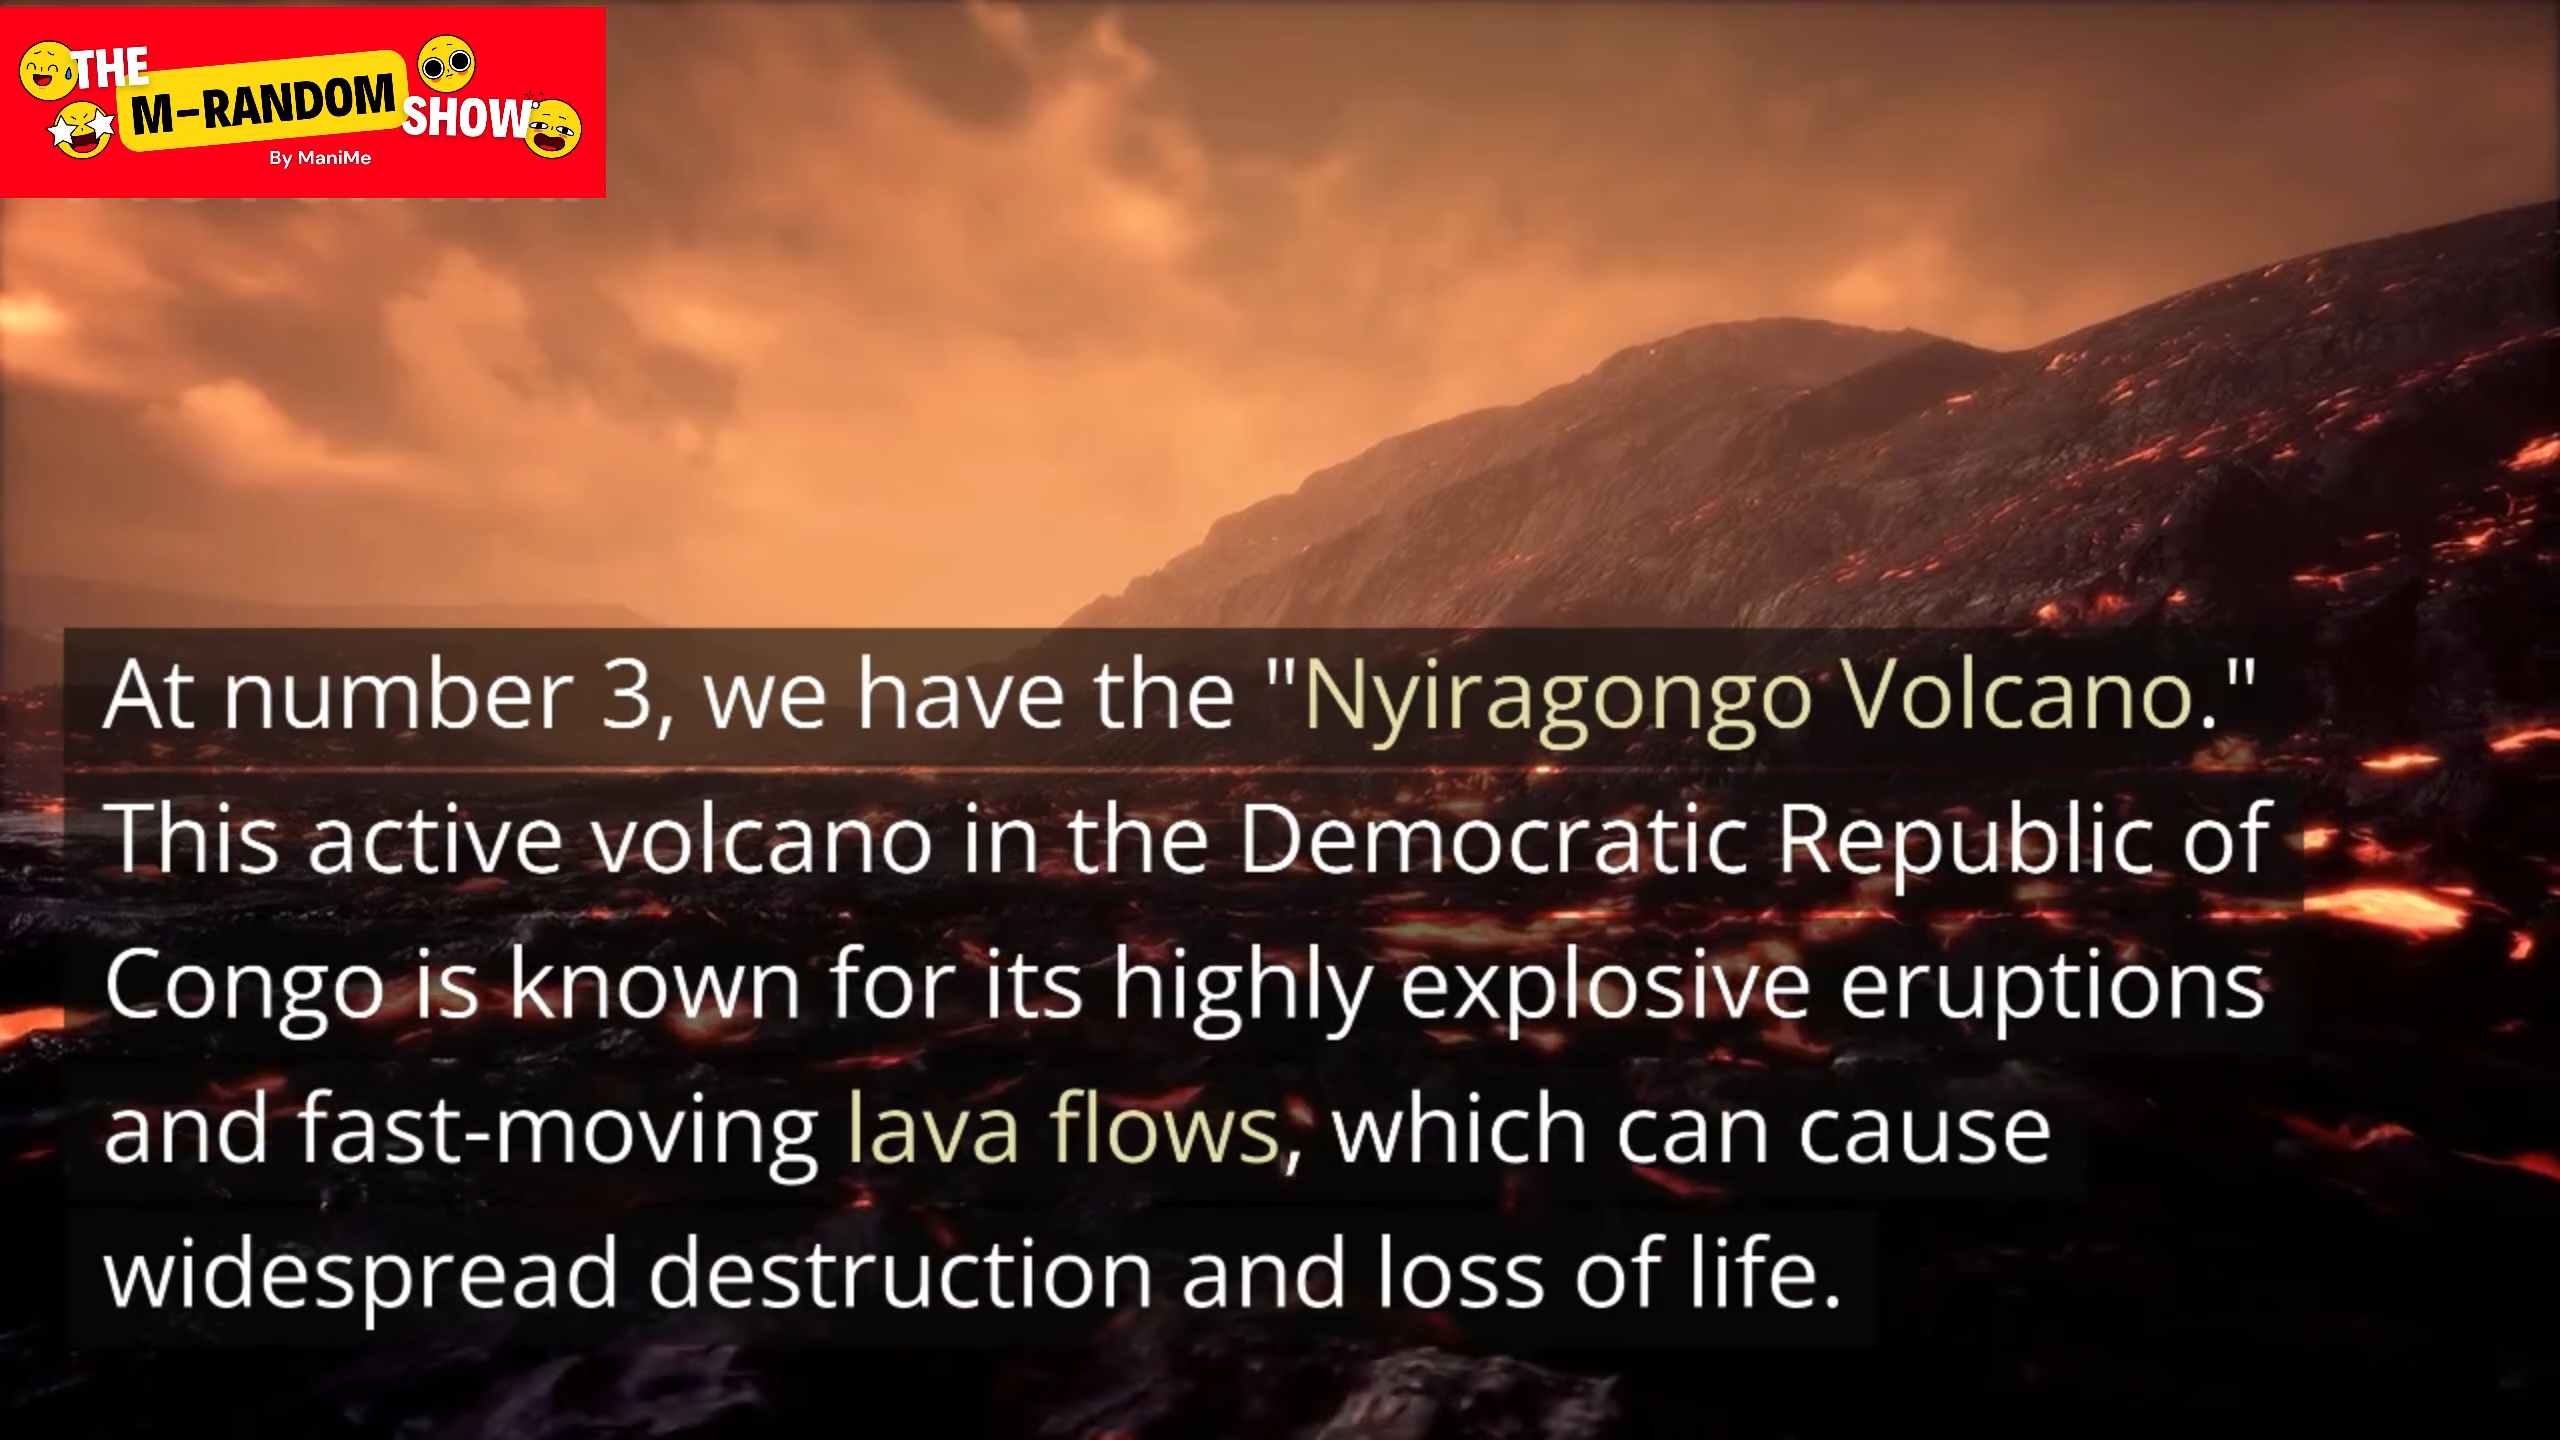 THE
M-RANDOM
SHOW
By ManiMe
At number 3, we have the "Nyiragongo Volcano."
This active volcano in the Democratic Republic of
Congo is known for its highly explosive eruptions
and fast-moving lava flows, which can cause
widespread destruction and loss of life.